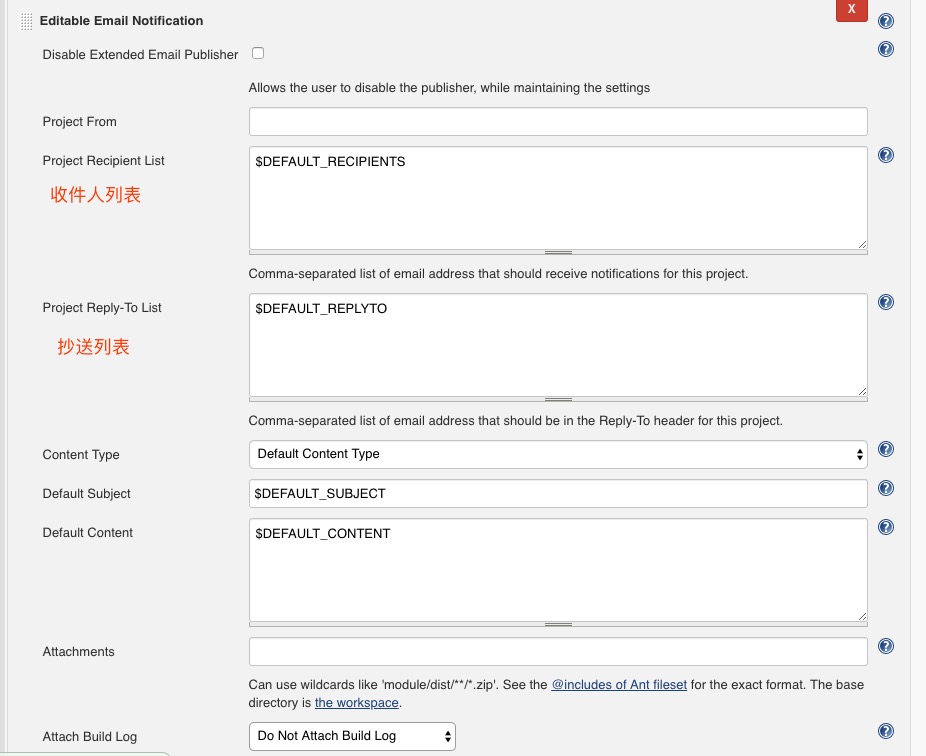 Editable Email Notification
X
Disable Extended Email Publisher
Allows the user to disable the publisher, while maintaining the settings
Project From
Project Recipient List
$DEFAULT_RECIPIENTS
收件人列表
Comma-separated list of email address that should receive notifications for this project.
Project Reply-To List
$DEFAULT_REPLYTO
抄送列表
Comma-separated list of email address that should be in the Reply-To header for this project.
Content Type
Default Content Type
Default Subject
$DEFAULT_SUBJECT
Default Content
$DEFAULT_CONTENT
Attachments
Can use wildcards like 'module/dist/**/*.zip'. See the @includes of Ant fileset for the exact format. The base
directory is the workspace.
Attach Build Log
Do Not Attach Build Log